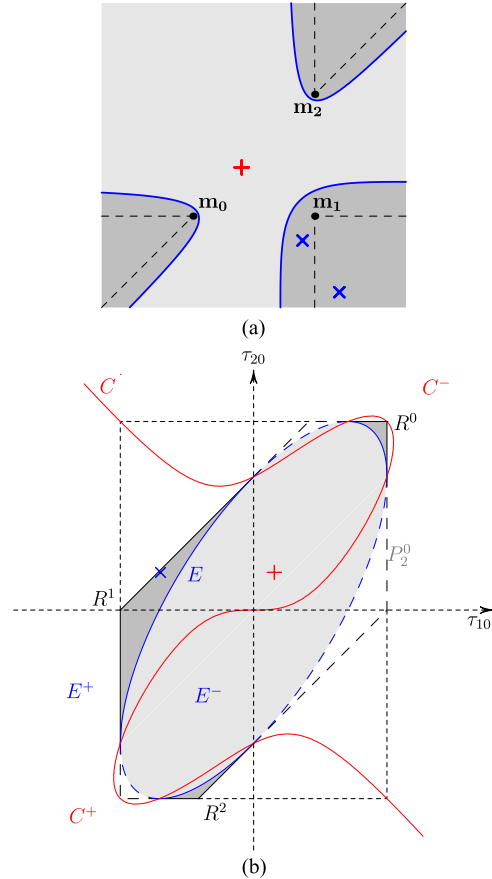 m₂
m₀
m₁
(a)
τ₂₀
C
C⁻
R⁰
P₂⁰
E
R¹
τ₁₀
E⁺
E⁻
C⁺
R²
(b)